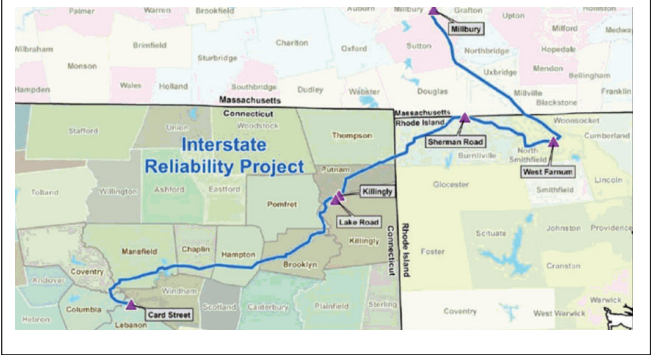 Palmer
Warren
Brookfield
Auburn
Millbury
Grafton
Upton
Milford
Medway
Millbury
Wilbraham
Brimfield
Charlton
Oxford
Sutton
Northbridge
Hopedale
Monson
Sturbridge
Uxbridge
Mendon
Bellingham
Hampden
Wales
Holland
Southbridge
Dudley
Webster
Douglas
Millville
Franklin
Blackstone
Massachusetts
Connecticut
Massachusetts
Rhode Island
Woonsocket
Stafford
Union
Woodstock
Thompson
Sherman Road
Cumberland
Interstate
Reliability Project
Burrillville
North
Smithfield
West Farnum
Putnam
Tolland
Willington
Ashford
Eastford
Pomfret
Killingly
Glocester
Smithfield
Lincoln
Lake Road
Mansfield
Chaplin
Hampton
Brooklyn
Killingly
Connecticut
Rhode Island
Foster
Scituate
Johnston
Providence
Cranston
Coventry
Andover
Windham
Columbia
Card Street
Scotland
Canterbury
Plainfield
Sterling
Coventry
West Warwick
Warwick
Hebron
Lebanon